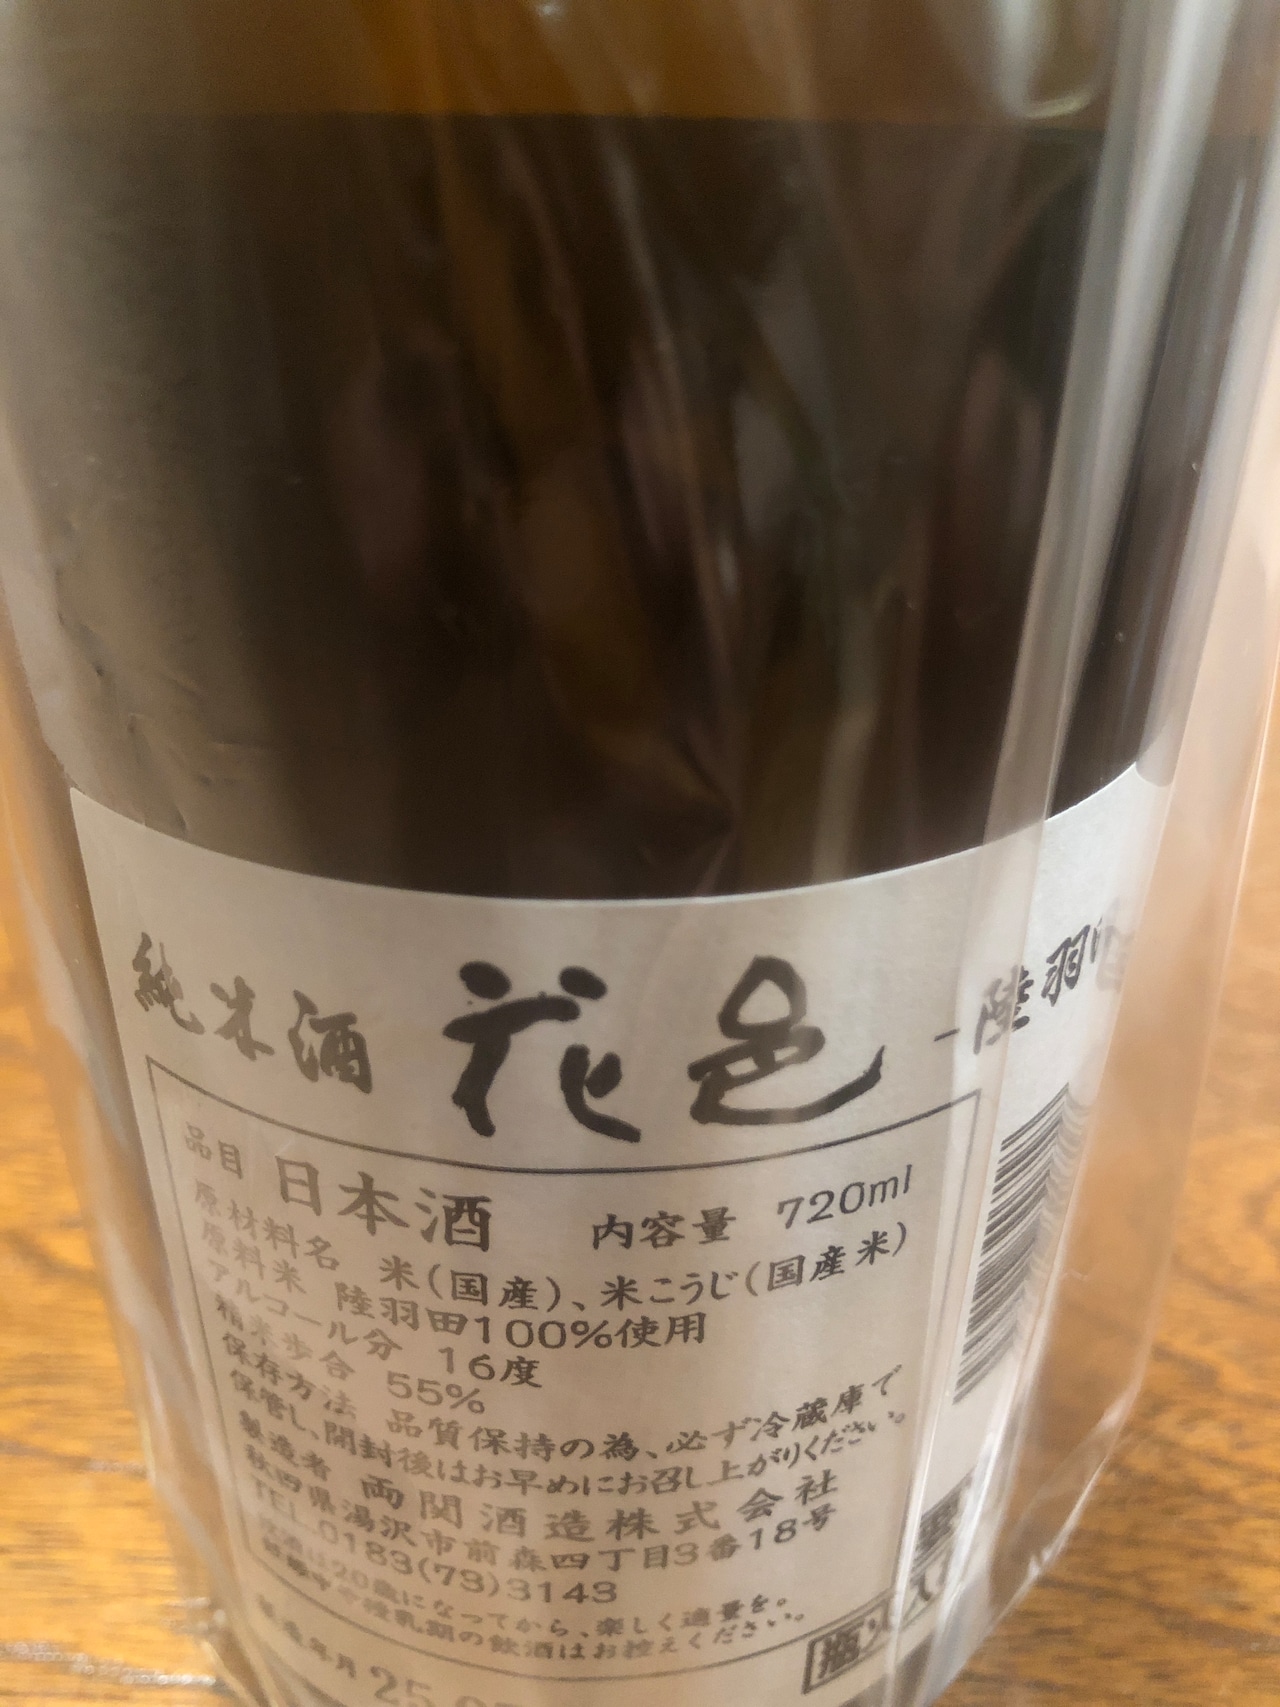 純米酒 花邑 -陸羽田
品目 日本酒 内容量 720ml
原材料名 米(国産)、米こうじ(国産米)
原料米 陸羽田100%使用
アルコール分 16度
精米歩合 55%
保存方法 品質保持の為、必ず冷蔵庫で
保管し、開封後はお早めにお召し上がりください。
製造者 両関酒造株式会社
秋田県湯沢市前森四丁目3番18号
TEL.0183(73)3143
飲酒は20歳になってから、楽しく適量を。
妊娠中や授乳期の飲酒はお控えください。
製造年月 25.